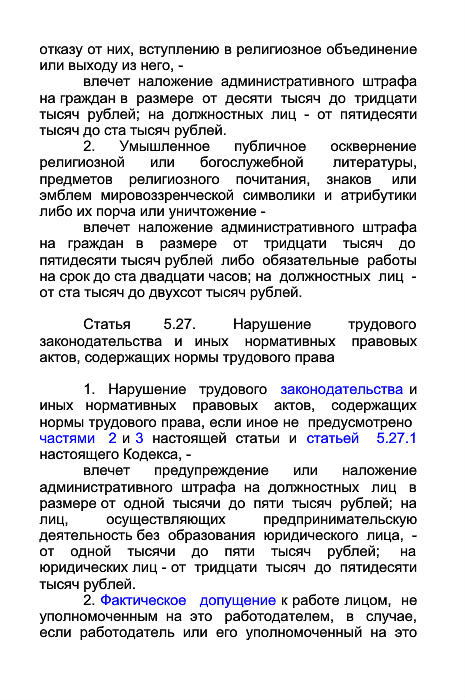 отказу от них, вступлению в религиозное объединение
или выходу из него, -
влечет наложение административного штрафа
на граждан в размере от десяти тысяч до тридцати
тысяч рублей; на должностных лиц - от пятидесяти
тысяч до ста тысяч рублей.
2. Умышленное публичное осквернение
религиозной или богослужебной литературы,
предметов религиозного почитания, знаков или
эмблем мировоззренческой символики и атрибутики
либо их порча или уничтожение -
влечет наложение административного штрафа
на граждан в размере от тридцати тысяч до
пятидесяти тысяч рублей либо обязательные работы
на срок до ста двадцати часов; на должностных лиц -
от ста тысяч до двухсот тысяч рублей.
Статья 5.27. Нарушение трудового
законодательства и иных нормативных правовых
актов, содержащих нормы трудового права
1. Нарушение трудового законодательства и
иных нормативных правовых актов, содержащих
нормы трудового права, если иное не предусмотрено
частями 2 и 3 настоящей статьи и статьей 5.27.1
настоящего Кодекса, -
влечет предупреждение или наложение
административного штрафа на должностных лиц в
размере от одной тысячи до пяти тысяч рублей; на
лиц, осуществляющих предпринимательскую
деятельность без образования юридического лица, -
от одной тысячи до пяти тысяч рублей; на
юридических лиц - от тридцати тысяч до пятидесяти
тысяч рублей.
2. Фактическое допущение к работе лицом, не
уполномоченным на это работодателем, в случае,
если работодатель или его уполномоченный на это